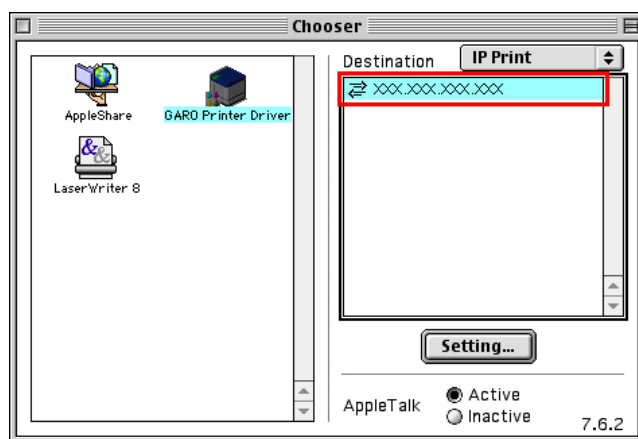 Chooser
AppleShare
GARO Printer Driver
LaserWriter 8
Destination
IP Print
XXX.XXX.XXX.XXX
Setting...
AppleTalk
Active
Inactive
7.6.2